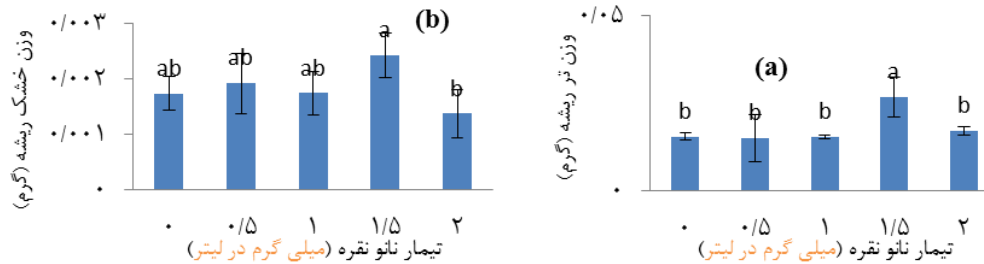 (b)
وزن خشک ریشه (گرم)
۰/۰۰۳
۰/۰۰۲
۰/۰۰۱
۰
ab ab ab a b
۰ ۰/۵ ۱ ۱/۵ ۲
تیمار نانو نقره (میلی گرم در لیتر)
(a)
وزن تر ریشه (گرم)
۰/۰۵
۰
b b b a b
۰ ۰/۵ ۱ ۱/۵ ۲
تیمار نانو نقره (میلی گرم در لیتر)